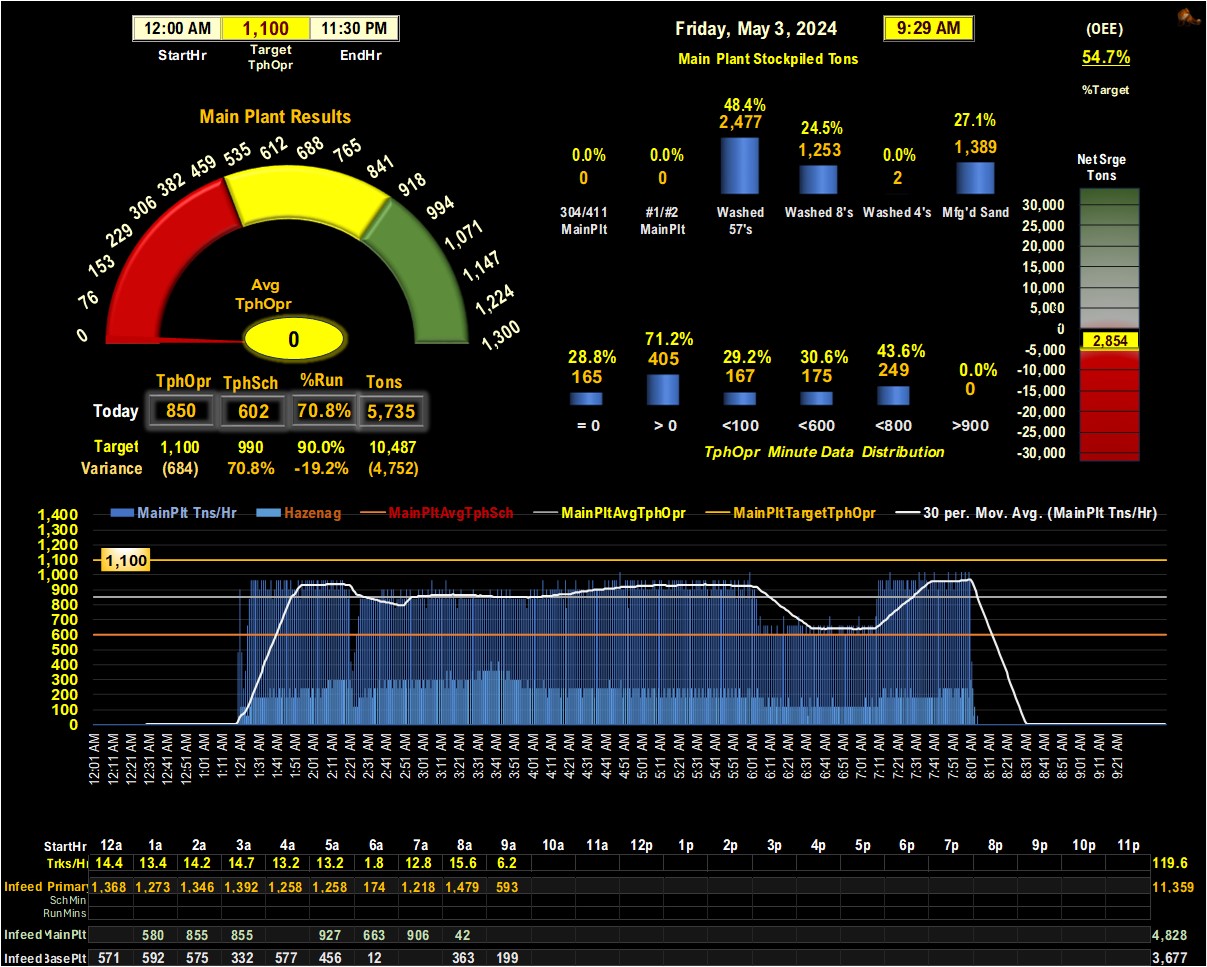 12:00 AM 1,100 11:30 PM
StartHr Target TphOpr EndHr
Friday, May 3, 2024 9:29 AM
Main Plant Stockpiled Tons
(OEE)
54.7%
%Target
Main Plant Results
0 76 153 229 306 382 459 535 612 688 765 841 918 994 1,071 1,147 1,224 1,300
Avg
TphOpr
0
48.4%
2,477
24.5%
1,253
27.1%
1,389
0.0% 0.0% 0.0%
0 0 2
304/411 MainPlt
#1/#2 MainPlt
Washed 57's
Washed 8's
Washed 4's
Mfg'd Sand
Net Srge
Tons
30,000
25,000
20,000
15,000
10,000
5,000
0
2,854
-5,000
-10,000
-15,000
-20,000
-25,000
-30,000
28.8% 71.2% 29.2% 30.6% 43.6% 0.0%
165 405 167 175 249 0
= 0 > 0 <100 <600 <800 >900
TphOpr Minute Data Distribution
TphOpr TphSch %Run Tons
Today 850 602 70.8% 5,735
Target 1,100 990 90.0% 10,487
Variance (684) 70.8% -19.2% (4,752)
MainPlt Tns/Hr Hazenag MainPltAvgTphSch MainPltAvgTphOpr MainPltTargetTphOpr 30 per. Mov. Avg. (MainPlt Tns/Hr)
1,400
1,300
1,200
1,100
1,000
900
800
700
600
500
400
300
200
100
0
1,100
12:01 AM 12:11 AM 12:21 AM 12:31 AM 12:41 AM 12:51 AM 1:01 AM 1:11 AM 1:21 AM 1:31 AM 1:41 AM 1:51 AM 2:01 AM 2:11 AM 2:21 AM 2:31 AM 2:41 AM 2:51 AM 3:01 AM 3:11 AM 3:21 AM 3:31 AM 3:41 AM 3:51 AM 4:01 AM 4:11 AM 4:21 AM 4:31 AM 4:41 AM 4:51 AM 5:01 AM 5:11 AM 5:21 AM 5:31 AM 5:41 AM 5:51 AM 6:01 AM 6:11 AM 6:21 AM 6:31 AM 6:41 AM 6:51 AM 7:01 AM 7:11 AM 7:21 AM 7:31 AM 7:41 AM 7:51 AM 8:01 AM 8:11 AM 8:21 AM 8:31 AM 8:41 AM 8:51 AM 9:01 AM 9:11 AM 9:21 AM
StartHr 12a 1a 2a 3a 4a 5a 6a 7a 8a 9a 10a 11a 12p 1p 2p 3p 4p 5p 6p 7p 8p 9p 10p 11p
Trks/H 14.4 13.4 14.2 14.7 13.2 13.2 1.8 12.8 15.6 6.2 119.6
Infeed Primary 1,368 1,273 1,346 1,392 1,258 1,258 174 1,218 1,479 593 11,359
SchMin
RunMins
Infeed MainPlt 580 855 855 927 663 906 42 4,828
Infeed BasePlt 571 592 575 332 577 456 12 363 199 3,677